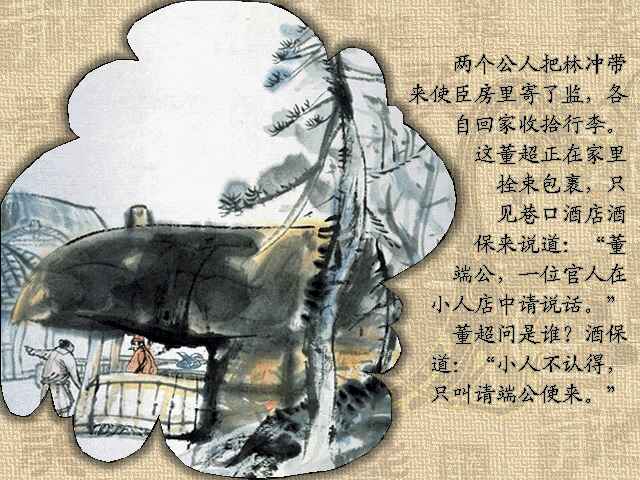 两个公人把林冲带
来使臣房里寄了监，各
自回家收拾行李。
这董超正在家里
拴束包裹，只
见巷口酒店酒
保来说道：“董
端公，一位官人在
小人店中请说话。”
董超问是谁？酒保
道：“小人不认得，
只叫请端公便来。”